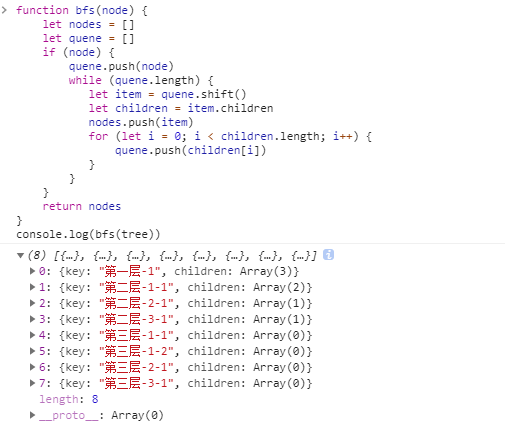 function bfs(node) {
let nodes = []
let quene = []
if (node) {
quene.push(node)
while (quene.length) {
let item = quene.shift()
let children = item.children
nodes.push(item)
for (let i = 0; i < children.length; i++) {
quene.push(children[i])
}
}
}
return nodes
}
console.log(bfs(tree))
(8) [{…}, {…}, {…}, {…}, {…}, {…}, {…}, {…}] i
0: {key: "第一层-1", children: Array(3)}
1: {key: "第二层-1-1", children: Array(2)}
2: {key: "第二层-2-1", children: Array(1)}
3: {key: "第二层-3-1", children: Array(1)}
4: {key: "第三层-1-1", children: Array(0)}
5: {key: "第三层-1-2", children: Array(0)}
6: {key: "第三层-2-1", children: Array(0)}
7: {key: "第三层-3-1", children: Array(0)}
length: 8
__proto__: Array(0)